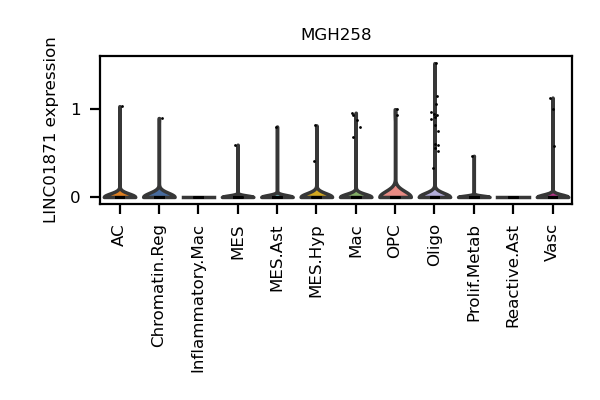 MGH258
LINC01871 expression
1
0
AC
Chromatin.Reg
Inflammatory.Mac
MES
MES.Ast
MES.Hyp
Mac
OPC
Oligo
Prolif.Metab
Reactive.Ast
Vasc